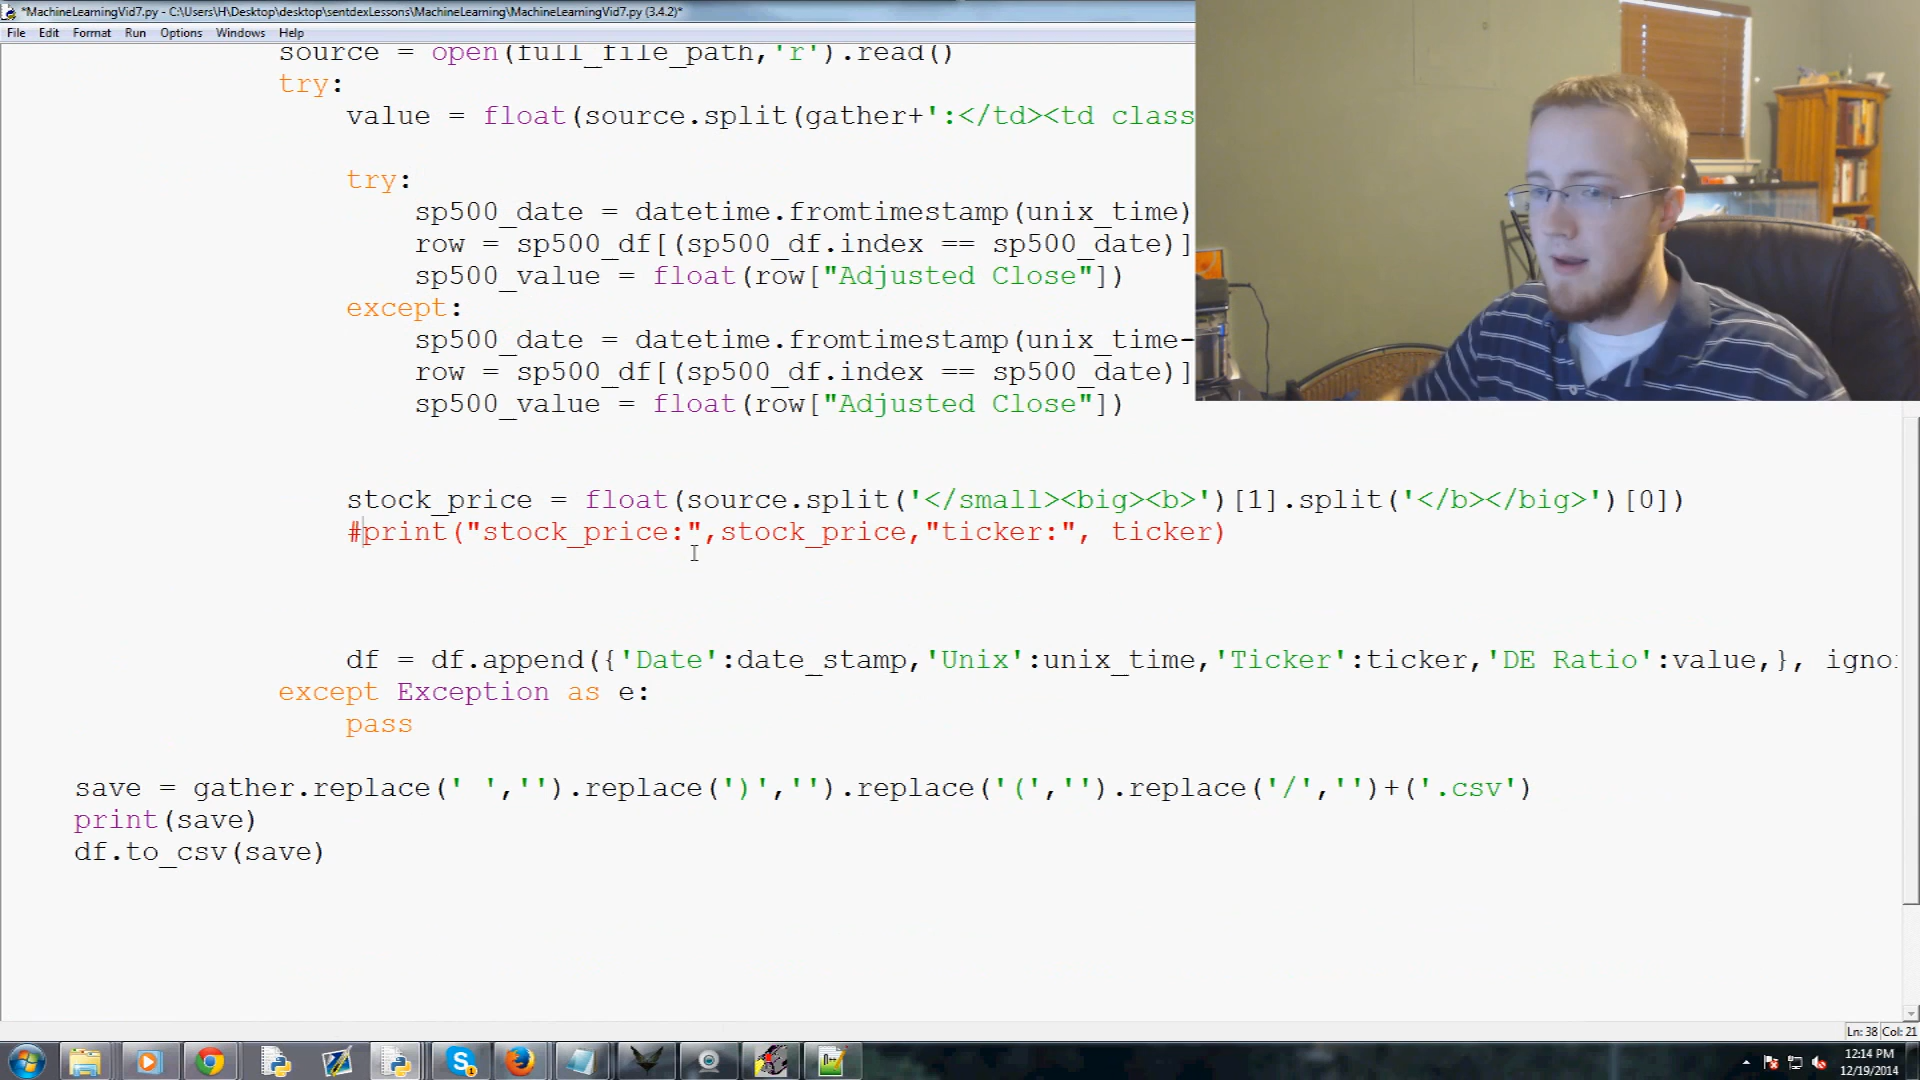 *MachineLearningVid7.py - C:\Users\H\Desktop\desktop\sentdexLessons\MachineLearning\MachineLearningVid7.py (3.4.2)*
File Edit Format Run Options Windows Help
source = open(full_file_path,'r').read()
try:
value = float(source.split(gather+':</td><td class
try:
sp500_date = datetime.fromtimestamp(unix_time)
row = sp500_df[(sp500_df.index == sp500_date)]
sp500_value = float(row["Adjusted Close"])
except:
sp500_date = datetime.fromtimestamp(unix_time-
row = sp500_df[(sp500_df.index == sp500_date)]
sp500_value = float(row["Adjusted Close"])
stock_price = float(source.split('</small><big><b>')[1].split('</b></big>')[0])
#print("stock_price:",stock_price,"ticker:", ticker)
df = df.append({'Date':date_stamp,'Unix':unix_time,'Ticker':ticker,'DE Ratio':value,}, igno
except Exception as e:
pass
save = gather.replace(' ','').replace(')','').replace('(','').replace('/','')+('.csv')
print(save)
df.to_csv(save)
Ln: 38 Col: 21
12:14 PM
12/19/2014